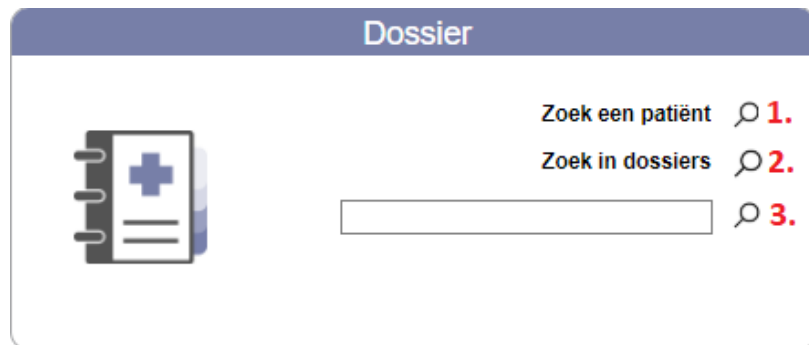 Dossier
Zoek een patiënt 1.
Zoek in dossiers 2.
3.